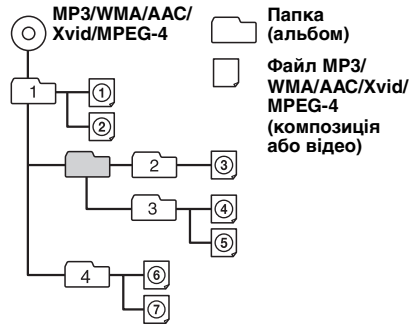 MP3/WMA/AAC/
Xvid/MPEG-4
Папка
(альбом)
Файл MP3/
WMA/AAC/Xvid/
MPEG-4
(композиція
або відео)
1
①
②
2
③
3
④
⑤
4
⑥
⑦